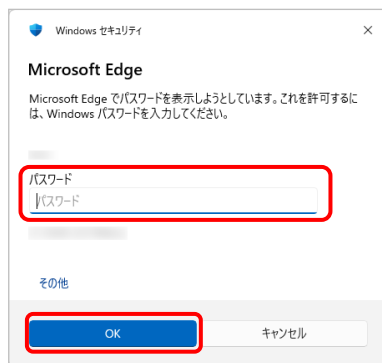 Windows セキュリティ
Microsoft Edge
Microsoft Edge でパスワードを表示しようとしています。これを許可するに
は、Windows パスワードを入力してください。
パスワード
パスワード
その他
OK
キャンセル